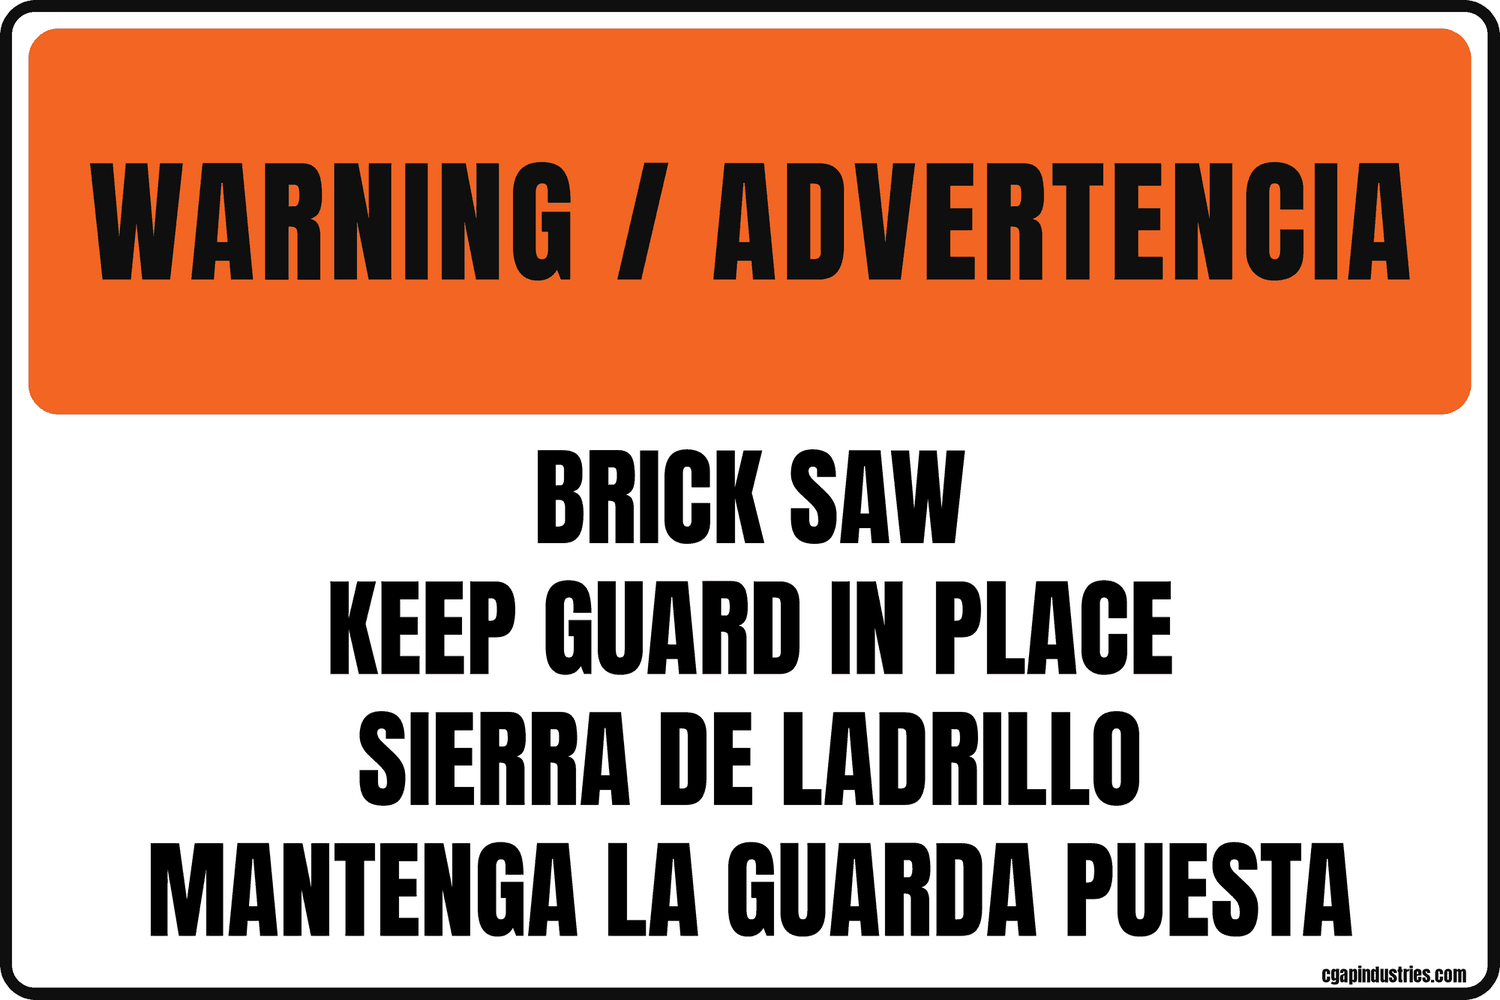 WARNING / ADVERTENCIA
BRICK SAW
KEEP GUARD IN PLACE
SIERRA DE LADRILLO
MANTENGA LA GUARDA PUESTA
cgapindustries.com